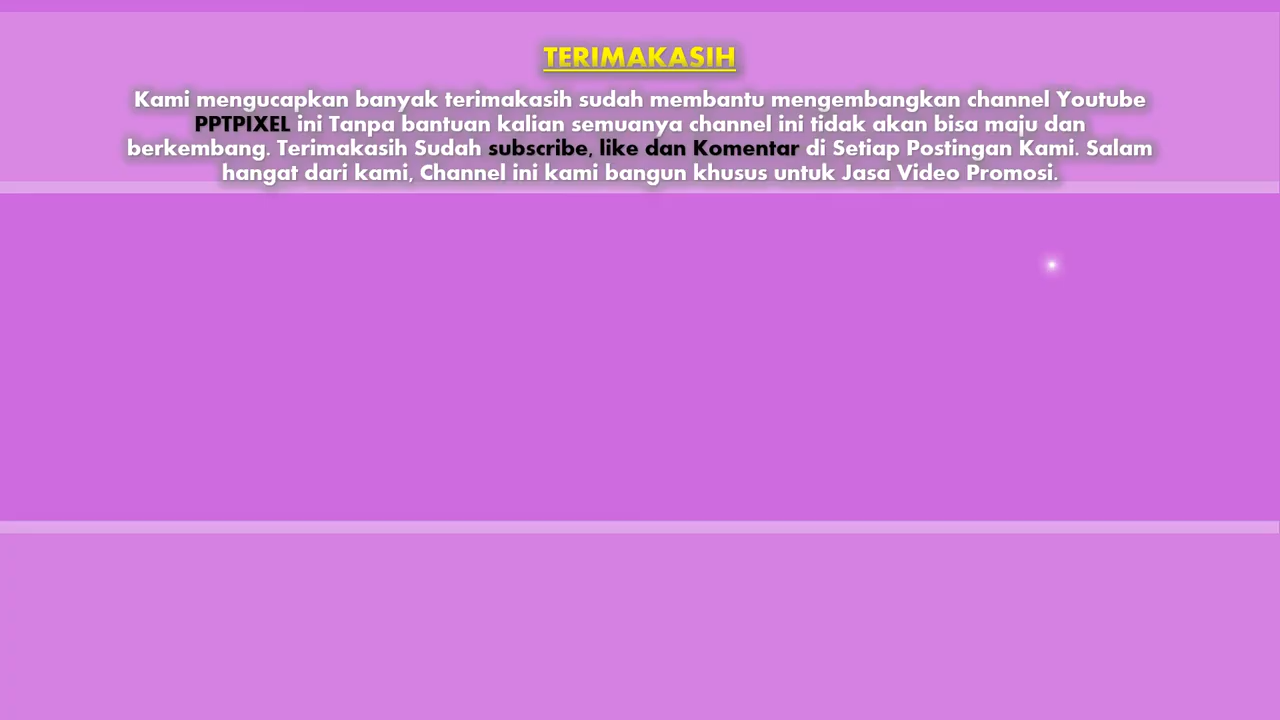 TERIMAKASIH
Kami mengucapkan banyak terimakasih sudah membantu mengembangkan channel Youtube
PPTPIXEL ini Tanpa bantuan kalian semuanya channel ini tidak akan bisa maju dan
berkembang. Terimakasih Sudah subscribe, like dan Komentar di Setiap Postingan Kami. Salam
hangat dari kami, Channel ini kami bangun khusus untuk Jasa Video Promosi.